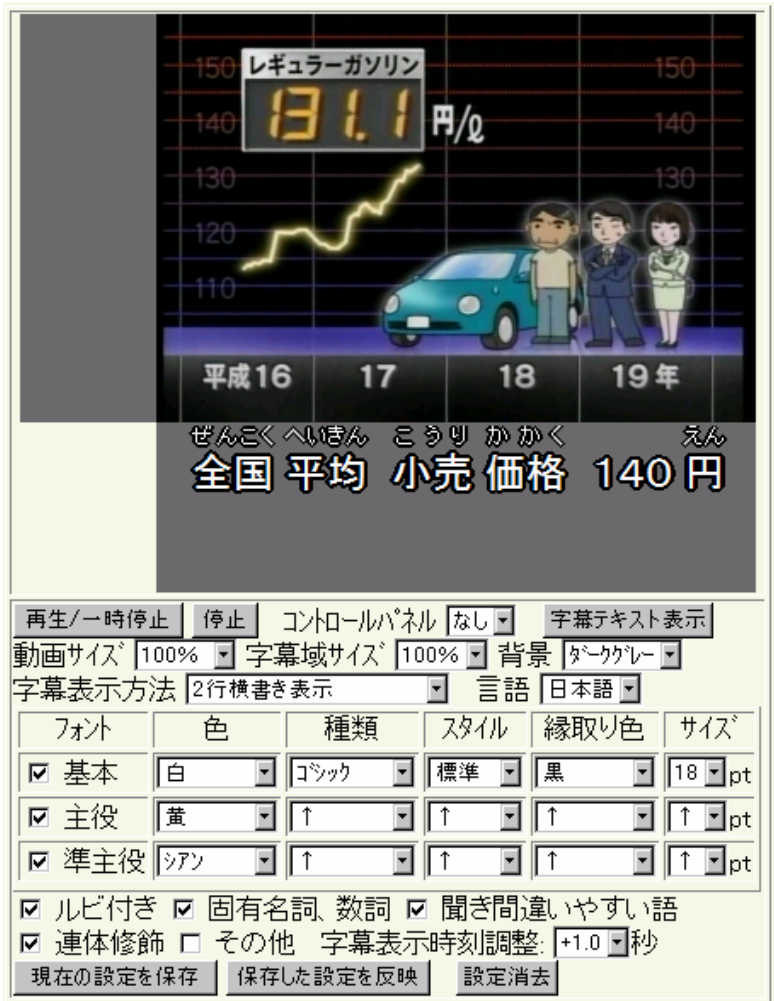 150 レギュラーガソリン 150
140 131.1 円/ℓ 140
130 130
120
110
平成16 17 18 19年
ぜんこく へいきん こうり かかく えん
全国 平均 小売 価格 140 円
再生/一時停止 停止 コントロールパネル なし 字幕テキスト表示
動画サイズ 100% 字幕域サイズ 100% 背景 ダークグレー
字幕表示方法 2行横書き表示 言語 日本語
フォント 色 種類 スタイル 縁取り色 サイズ
基本 白 ゴシック 標準 黒 18 pt
主役 黄 ↑ ↑ ↑ ↑ pt
準主役 シアン ↑ ↑ ↑ ↑ pt
ルビ付き 固有名詞、数詞 聞き間違いやすい語
連体修飾 その他 字幕表示時刻調整: +1.0 秒
現在の設定を保存 保存した設定を反映 設定消去